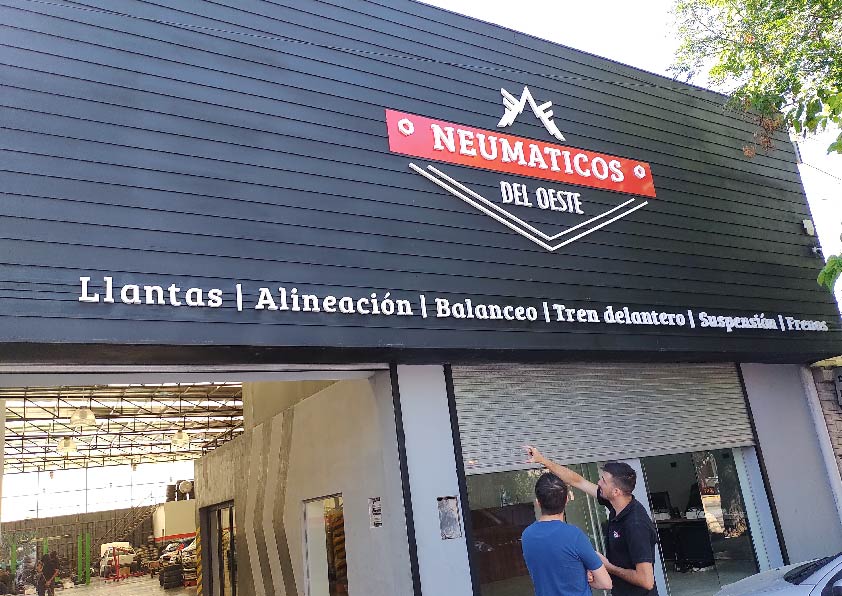 NEUMATICOS
DEL OESTE
Llantas | Alineación | Balanceo | Tren delantero | Suspensión | Frenos